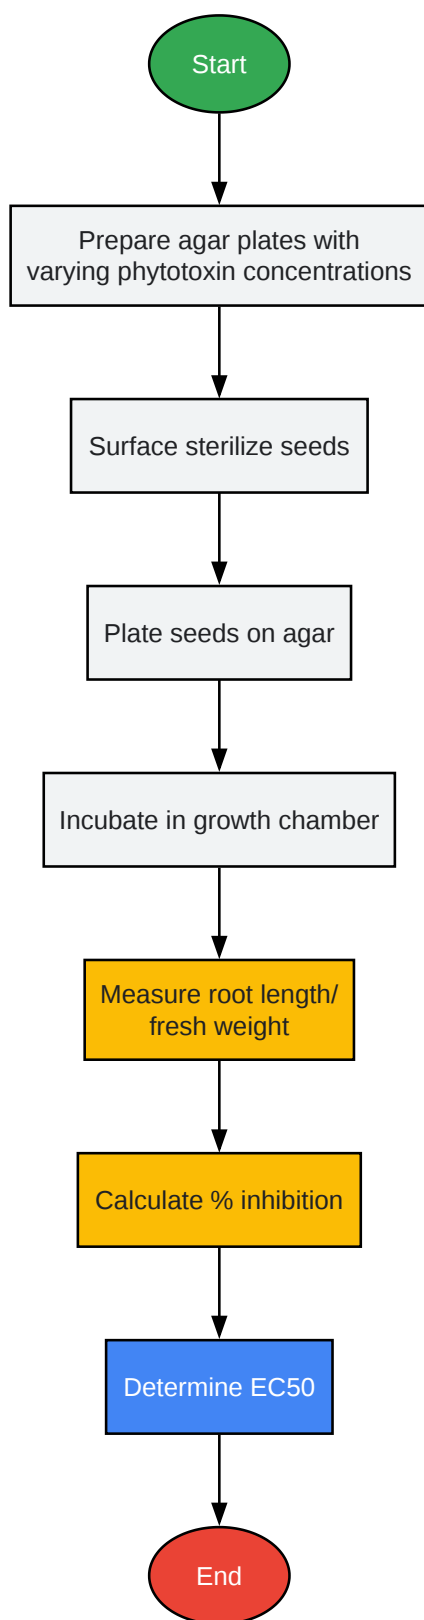 Start
Prepare agar plates with
varying phytotoxin concentrations
Surface sterilize seeds
Plate seeds on agar
Incubate in growth chamber
Measure root length/
fresh weight
Calculate % inhibition
Determine EC50
End